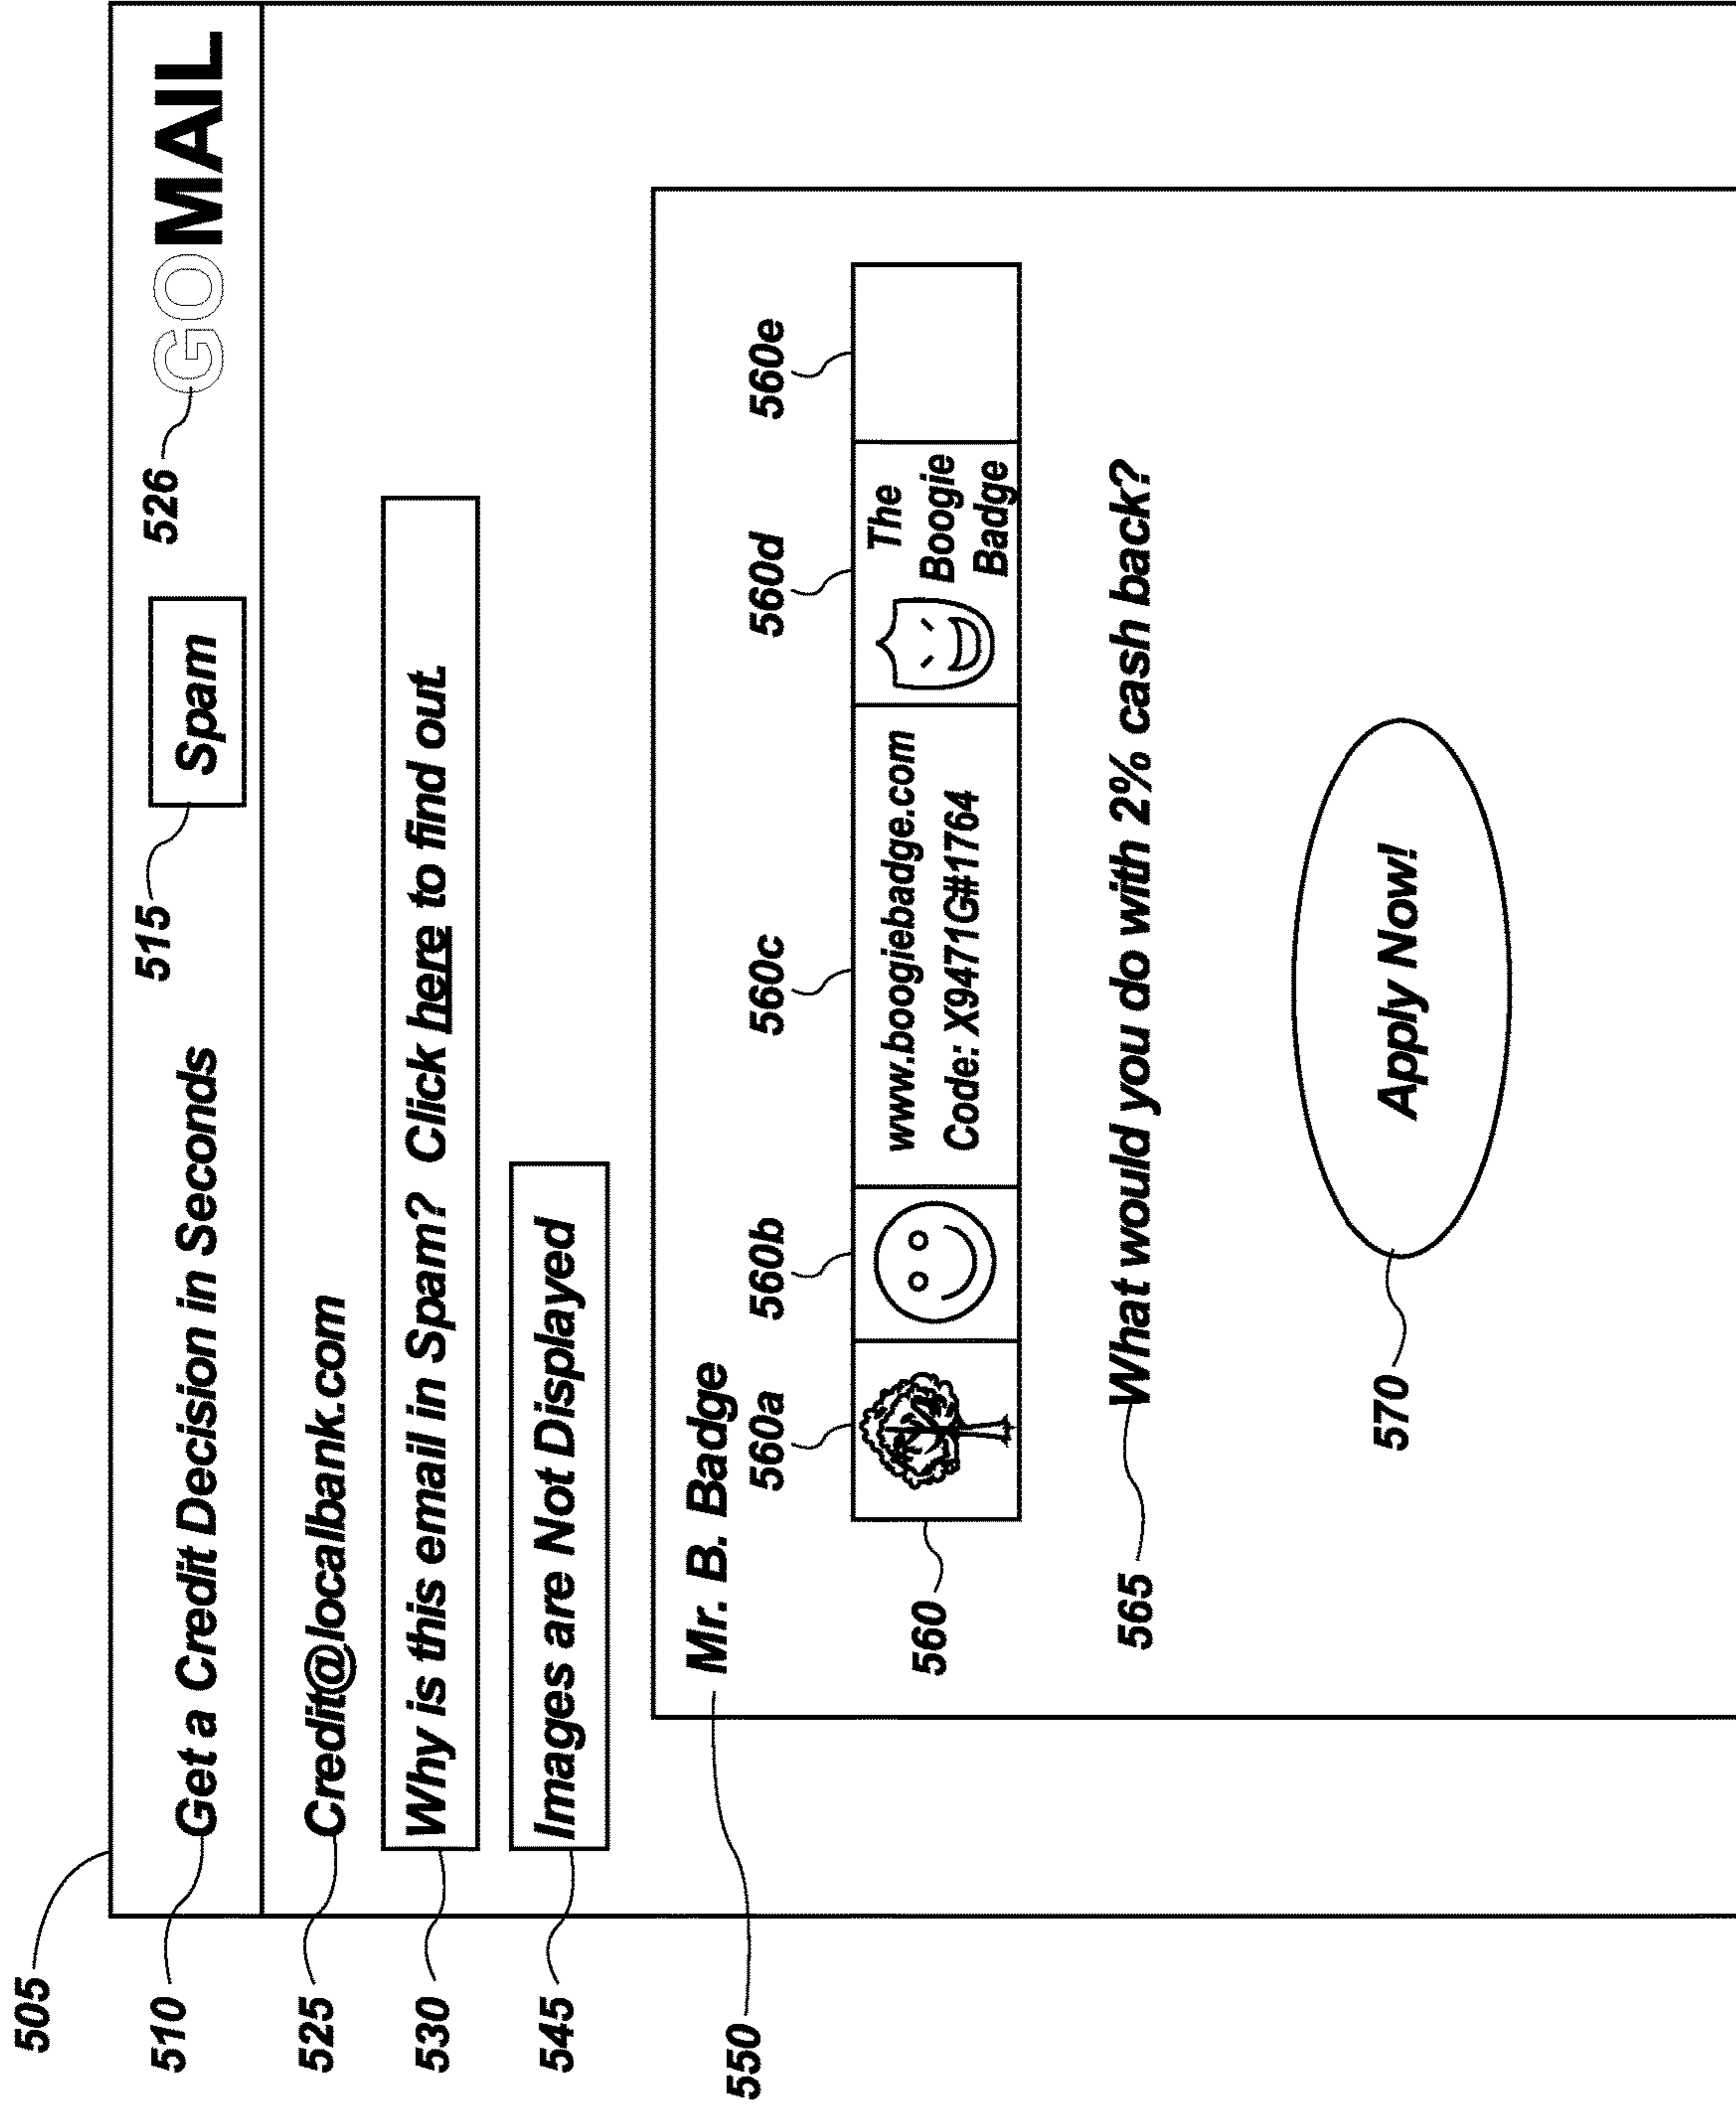 505
510
Get a Credit Decision in Seconds
515
Spam
526
GOMAIL
525
Credit@localbank.com
530
Why is this email in Spam? Click here to find out.
545
Images are Not Displayed
550
Mr. B. Badge
560
560a
560b
560c
560d
560e
www.boogiebadge.com
Code: X9471G#1764
The
Boogie
Badge
565
What would you do with 2% cash back?
570
Apply Now!